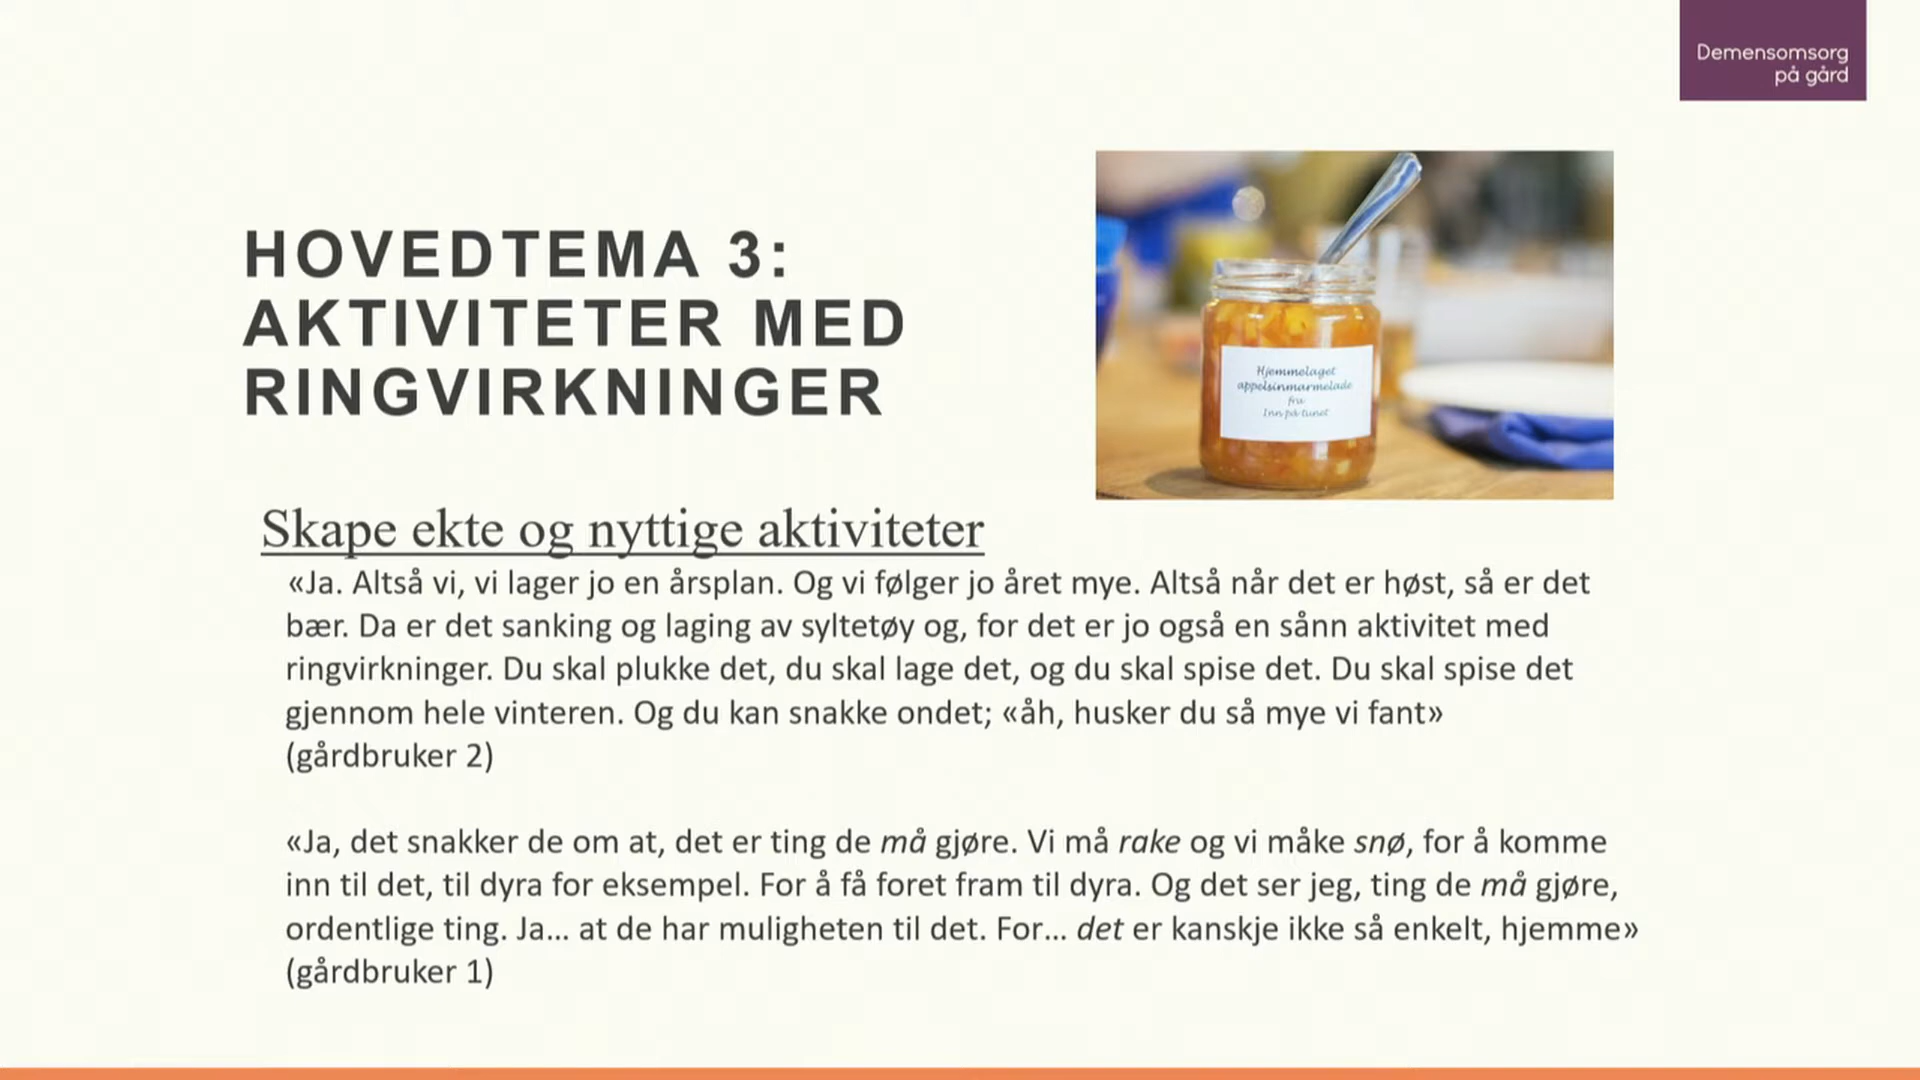 Demensomsorg
på gård
HOVEDTEMA 3:
AKTIVITETER MED
RINGVIRKNINGER
Hjemmelaget
appelsinmarmelade
fra
Inn på tunet
Skape ekte og nyttige aktiviteter
«Ja. Altså vi, vi lager jo en årsplan. Og vi følger jo året mye. Altså når det er høst, så er det
bær. Da er det sanking og laging av syltetøy og, for det er jo også en sånn aktivitet med
ringvirkninger. Du skal plukke det, du skal lage det, og du skal spise det. Du skal spise det
gjennom hele vinteren. Og du kan snakke ondet; «åh, husker du så mye vi fant»
(gårdbruker 2)
«Ja, det snakker de om at, det er ting de må gjøre. Vi må rake og vi måke snø, for å komme
inn til det, til dyra for eksempel. For å få foret fram til dyra. Og det ser jeg, ting de må gjøre,
ordentlige ting. Ja... at de har muligheten til det. For... det er kanskje ikke så enkelt, hjemme»
(gårdbruker 1)